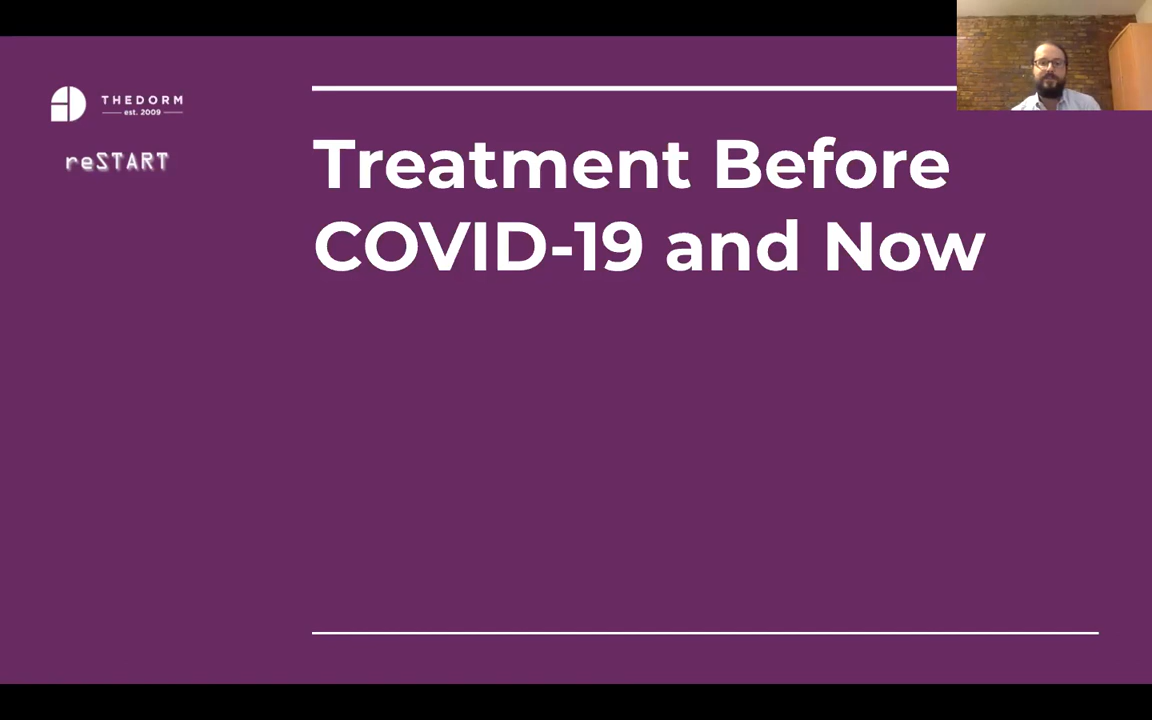 THEDORM
est. 2009
reSTART
Treatment Before
COVID-19 and Now